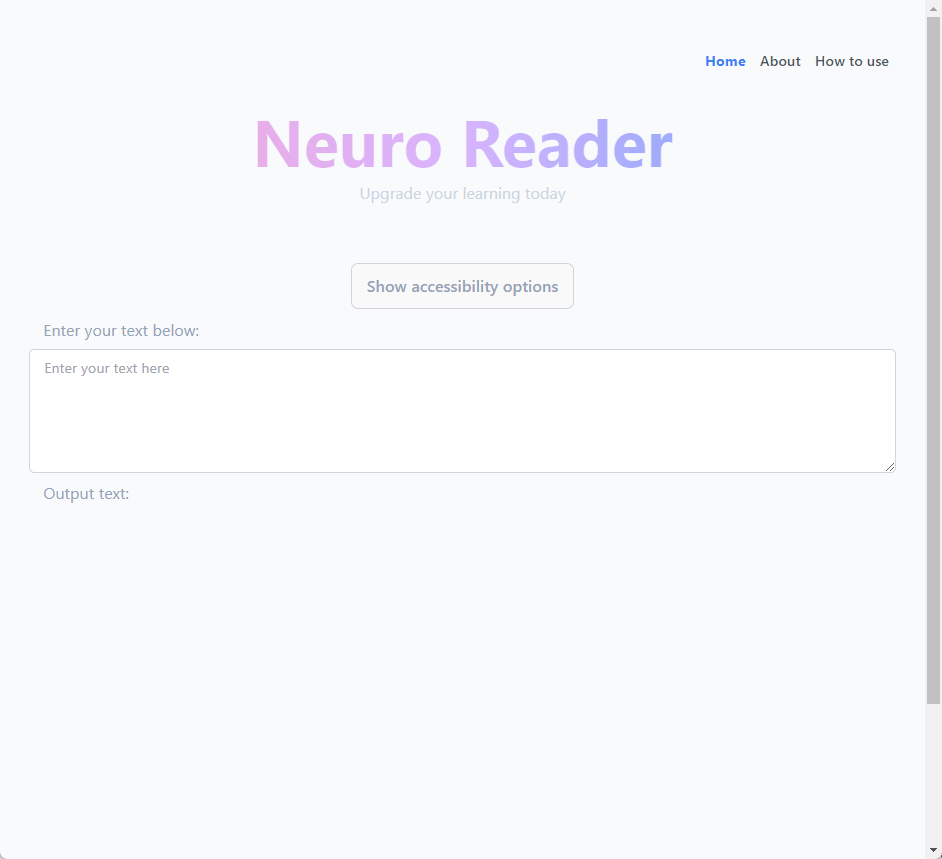 Home About How to use
Neuro Reader
Upgrade your learning today
Show accessibility options
Enter your text below:
Enter your text here
Output text: